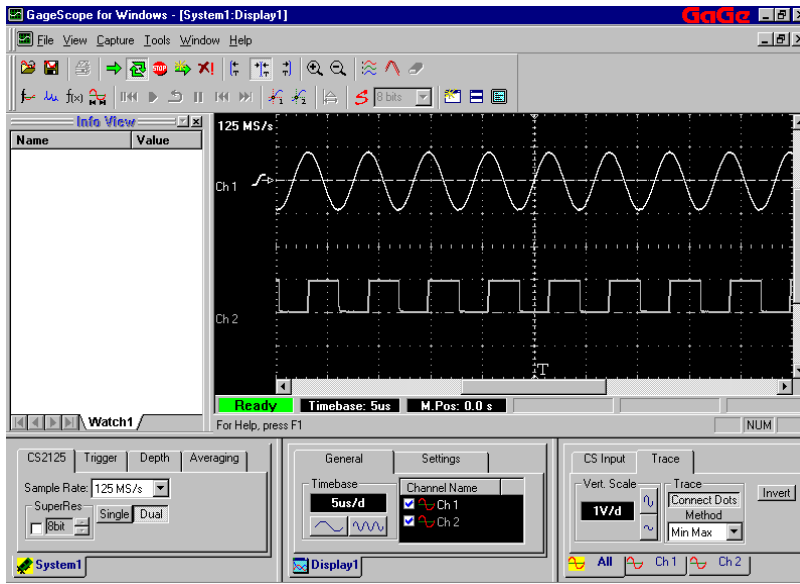 GageScope for Windows - [System1:Display1]
GaGe
File View Capture Tools Window Help
STOP
f(x)
8 bits
Info View
Name Value
Watch1
125 MS/s
Ch 1
Ch 2
T
Ready Timebase: 5us M.Pos: 0.0 s
For Help, press F1
NUM
CS2125 Trigger Depth Averaging
Sample Rate: 125 MS/s
SuperRes
8bit
Single Dual
System1
General Settings
Timebase
5us/d
Channel Name
Ch 1
Ch 2
Display1
CS Input Trace
Vert. Scale
1V/d
Trace
Connect Dots
Method
Min Max
Invert
All Ch 1 Ch 2